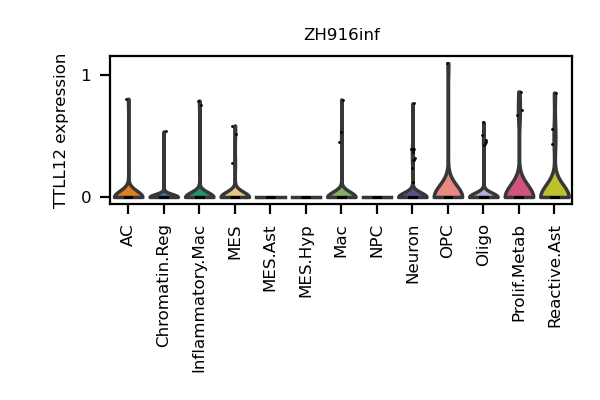 ZH916inf
TTLL12 expression
1
0
AC
Chromatin.Reg
Inflammatory.Mac
MES
MES.Ast
MES.Hyp
Mac
NPC
Neuron
OPC
Oligo
Prolif.Metab
Reactive.Ast